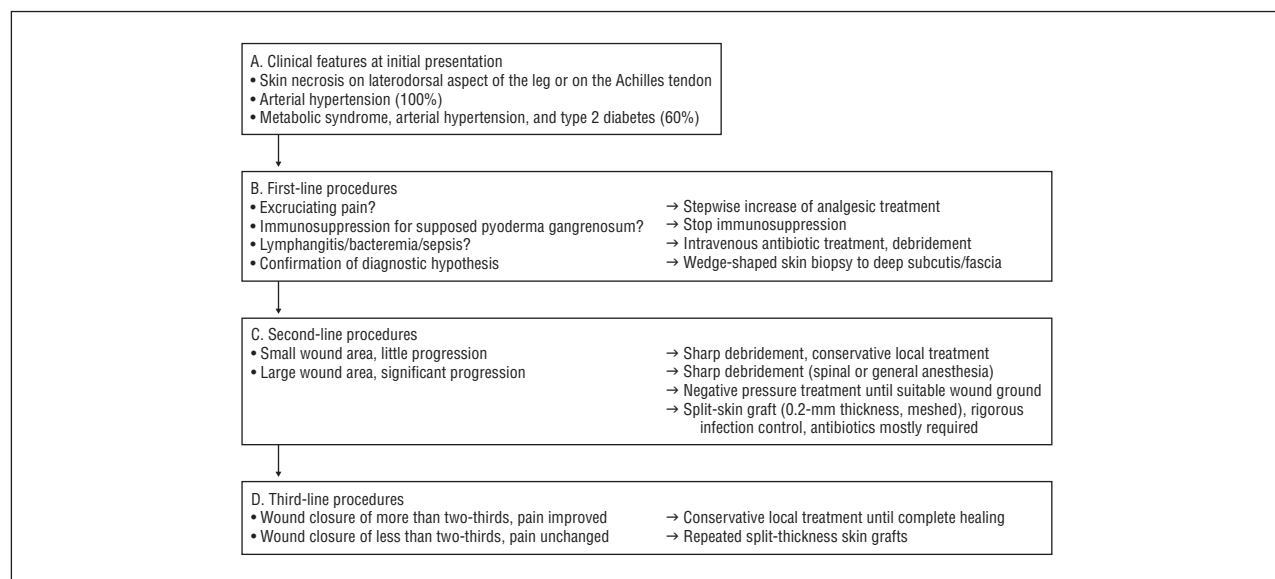 A. Clinical features at initial presentation
• Skin necrosis on laterodorsal aspect of the leg or on the Achilles tendon
• Arterial hypertension (100%)
• Metabolic syndrome, arterial hypertension, and type 2 diabetes (60%)
B. First-line procedures
• Excruciating pain? → Stepwise increase of analgesic treatment
• Immunosuppression for supposed pyoderma gangrenosum? → Stop immunosuppression
• Lymphangitis/bacteremia/sepsis? → Intravenous antibiotic treatment, debridement
• Confirmation of diagnostic hypothesis → Wedge-shaped skin biopsy to deep subcutis/fascia
C. Second-line procedures
• Small wound area, little progression → Sharp debridement, conservative local treatment
• Large wound area, significant progression → Sharp debridement (spinal or general anesthesia)
→ Negative pressure treatment until suitable wound ground
→ Split-skin graft (0.2-mm thickness, meshed), rigorous
infection control, antibiotics mostly required
D. Third-line procedures
• Wound closure of more than two-thirds, pain improved → Conservative local treatment until complete healing
• Wound closure of less than two-thirds, pain unchanged → Repeated split-thickness skin grafts